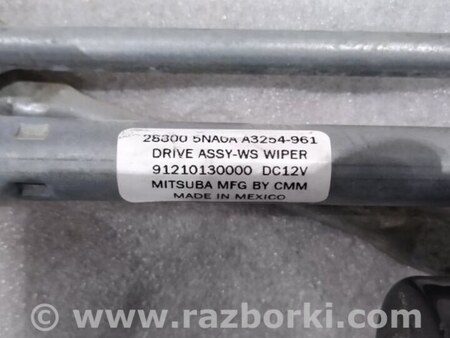 28800 5NA0A A3254-961
DRIVE ASSY-WS WIPER
91210130000 DC12V
MITSUBA MFG BY CMM
MADE IN MEXICO
© www.razborki.com